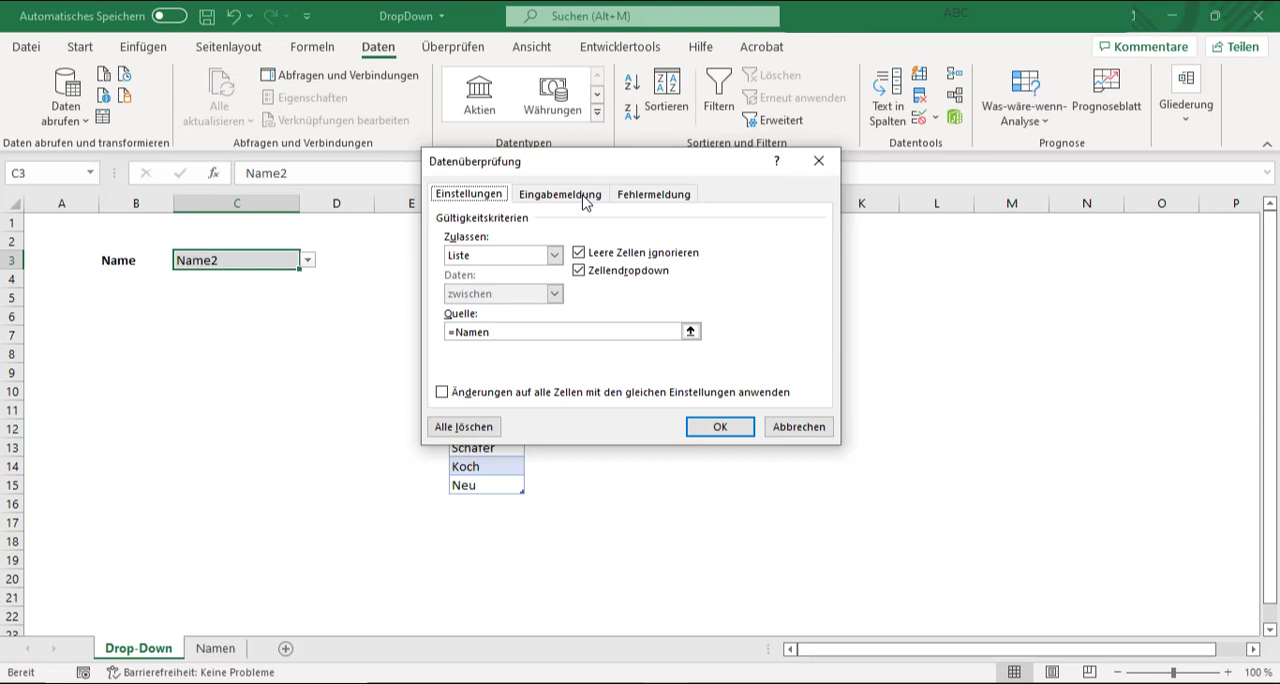 Automatisches Speichern
DropDown
Suchen (Alt+M)
ABC
Datei Start Einfügen Seitenlayout Formeln Daten Überprüfen Ansicht Entwicklertools Hilfe Acrobat Kommentare Teilen
Daten abrufen
Daten abrufen und transformieren
Alle aktualisieren
Abfragen und Verbindungen
Eigenschaften
Verknüpfungen bearbeiten
Abfragen und Verbindungen
Aktien Währungen
Datentypen
Sortieren
Filtern
Löschen
Erneut anwenden
Erweitert
Sortieren und Filtern
Text in Spalten
Datentools
Was-wäre-wenn-Analyse
Prognoseblatt
Prognose
Gliederung
C3 fx Name2
A B C D E K L M N O P
1
2
3 Name Name2
4
5
6
7
8
9
10
11
12
13 Schäfer
14 Koch
15 Neu
16
17
18
19
20
21
22
23
Datenüberprüfung ?
Einstellungen Eingabemeldung Fehlermeldung
Gültigkeitskriterien
Zulassen:
Liste
Leere Zellen ignorieren
Zellendropdown
Daten:
zwischen
Quelle:
=Namen
Änderungen auf alle Zellen mit den gleichen Einstellungen anwenden
Alle löschen OK Abbrechen
Drop-Down Namen
Bereit Barrierefreiheit: Keine Probleme 100 %